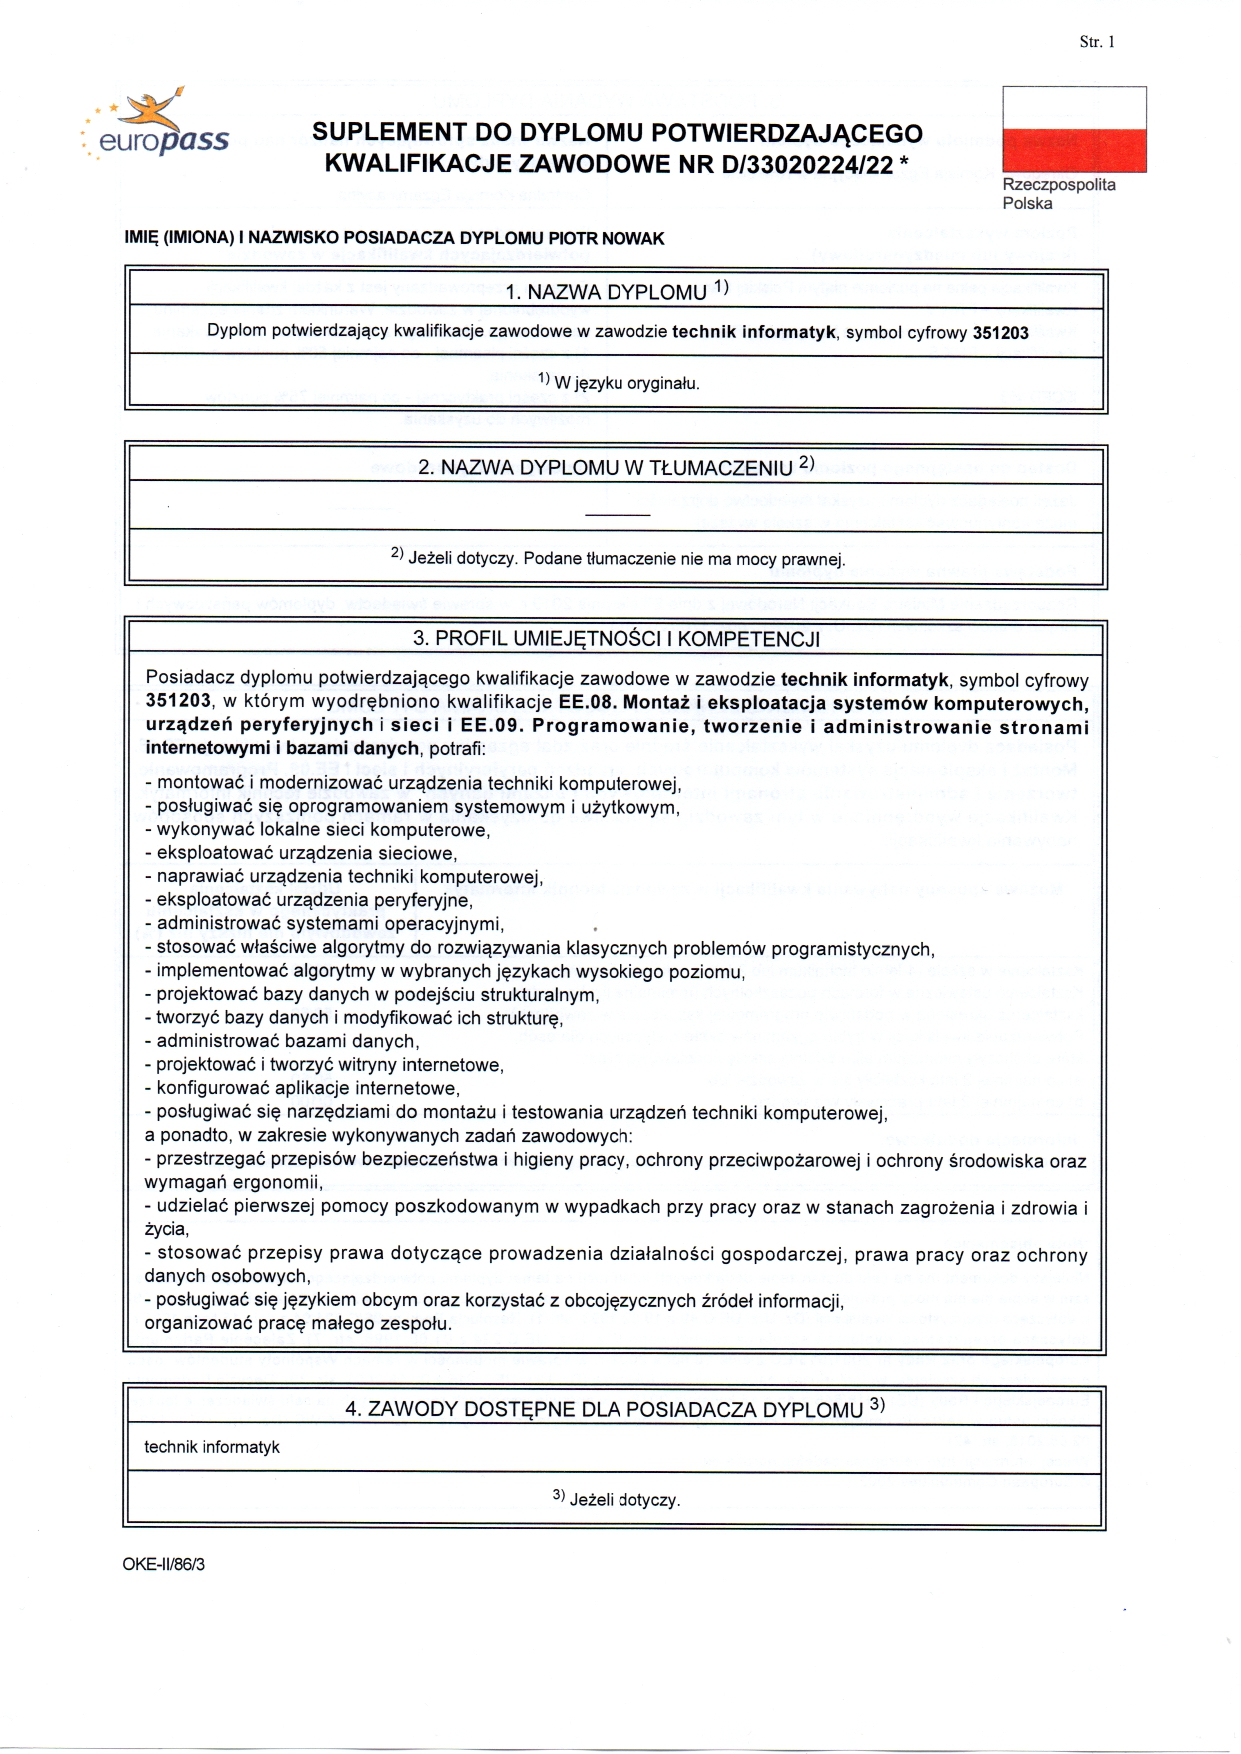 Str. 1
europass
SUPLEMENT DO DYPLOMU POTWIERDZAJĄCEGO
KWALIFIKACJE ZAWODOWE NR D/33020224/22 *
Rzeczpospolita
Polska
IMIĘ (IMIONA) I NAZWISKO POSIADACZA DYPLOMU PIOTR NOWAK
1. NAZWA DYPLOMU 1)
Dyplom potwierdzający kwalifikacje zawodowe w zawodzie technik informatyk, symbol cyfrowy 351203
1) W języku oryginału.
2. NAZWA DYPLOMU W TŁUMACZENIU 2)
2) Jeżeli dotyczy. Podane tłumaczenie nie ma mocy prawnej.
3. PROFIL UMIEJĘTNOŚCI I KOMPETENCJI
Posiadacz dyplomu potwierdzającego kwalifikacje zawodowe w zawodzie technik informatyk, symbol cyfrowy
351203, w którym wyodrębniono kwalifikacje EE.08. Montaż i eksploatacja systemów komputerowych,
urządzeń peryferyjnych i sieci i EE.09. Programowanie, tworzenie i administrowanie stronami
internetowymi i bazami danych, potrafi:
- montować i modernizować urządzenia techniki komputerowej,
- posługiwać się oprogramowaniem systemowym i użytkowym,
- wykonywać lokalne sieci komputerowe,
- eksploatować urządzenia sieciowe,
- naprawiać urządzenia techniki komputerowej,
- eksploatować urządzenia peryferyjne,
- administrować systemami operacyjnymi,
- stosować właściwe algorytmy do rozwiązywania klasycznych problemów programistycznych,
- implementować algorytmy w wybranych językach wysokiego poziomu,
- projektować bazy danych w podejściu strukturalnym,
- tworzyć bazy danych i modyfikować ich strukturę,
- administrować bazami danych,
- projektować i tworzyć witryny internetowe,
- konfigurować aplikacje internetowe,
- posługiwać się narzędziami do montażu i testowania urządzeń techniki komputerowej,
a ponadto, w zakresie wykonywanych zadań zawodowych:
- przestrzegać przepisów bezpieczeństwa i higieny pracy, ochrony przeciwpożarowej i ochrony środowiska oraz
wymagań ergonomii,
- udzielać pierwszej pomocy poszkodowanym w wypadkach przy pracy oraz w stanach zagrożenia i zdrowia i
życia,
- stosować przepisy prawa dotyczące prowadzenia działalności gospodarczej, prawa pracy oraz ochrony
danych osobowych,
- posługiwać się językiem obcym oraz korzystać z obcojęzycznych źródeł informacji,
organizować pracę małego zespołu.
4. ZAWODY DOSTĘPNE DLA POSIADACZA DYPLOMU 3)
technik informatyk
3) Jeżeli dotyczy.
OKE-II/86/3